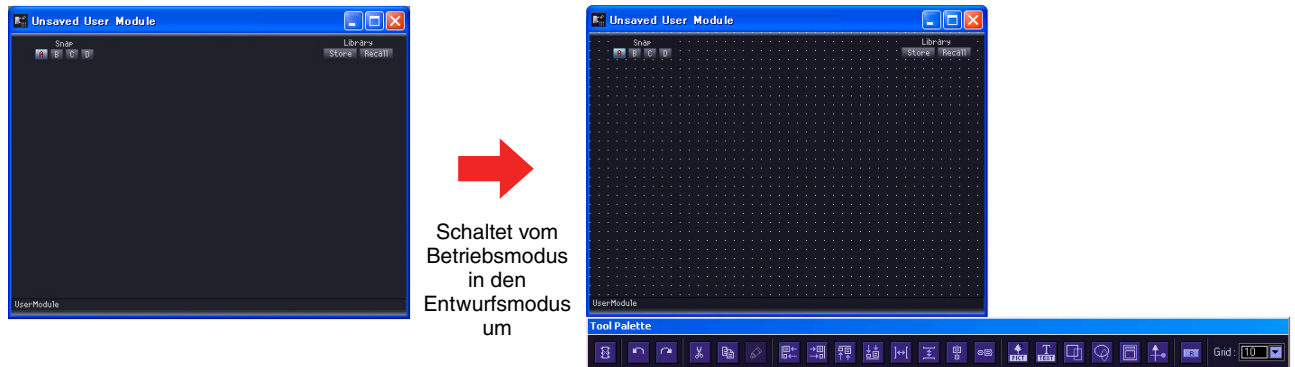 Unsaved User Module
Snap
Library
A B C D
Store Recall
UserModule
Schaltet vom
Betriebsmodus
in den
Entwurfsmodus
um
Unsaved User Module
Snap
Library
A B C D
Store Recall
UserModule
Tool Palette
PICT TEXT R Grid: 10